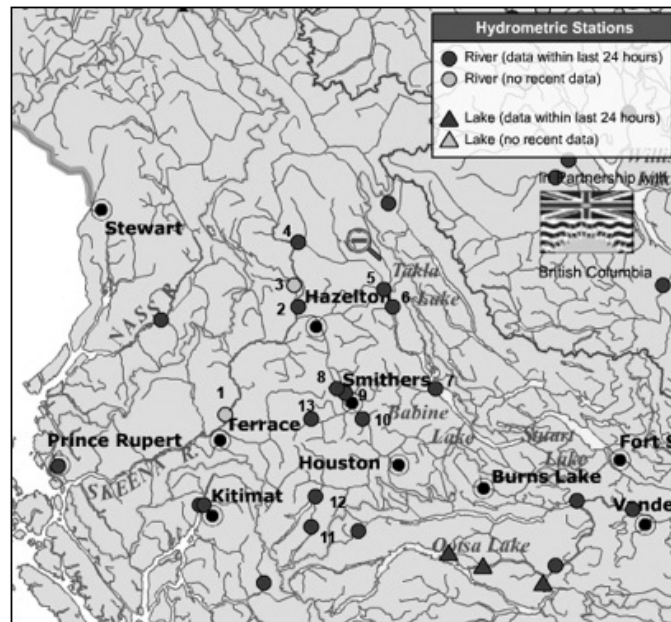 Hydrometric Stations
River (data within last 24 hours)
River (no recent data)
Lake (data within last 24 hours)
Lake (no recent data)
In Partnership with
British Columbia
Stewart
4
3
Hazelton
2
5
Takla
6
Lake
NASS R.
8
Smithers
9
7
1
Terrace
13
10
Babine
Lake
Prince Rupert
SKEENA R.
Houston
Stuart
Lake
Fort S
Burns Lake
Kitimat
12
11
Vande
Ootsa Lake